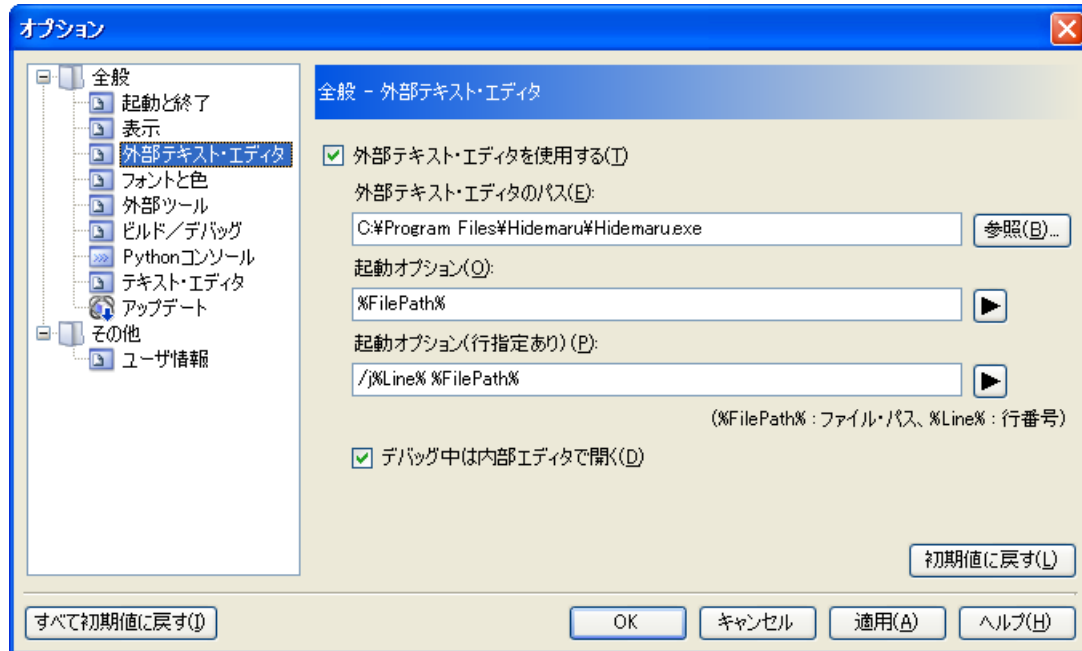 オプション
全般
起動と終了
表示
外部テキスト・エディタ
フォントと色
外部ツール
ビルド／デバッグ
Pythonコンソール
テキスト・エディタ
アップデート
その他
ユーザ情報
全般 - 外部テキスト・エディタ
外部テキスト・エディタを使用する(T)
外部テキスト・エディタのパス(E):
C:¥Program Files¥Hidemaru¥Hidemaru.exe
参照(B)...
起動オプション(O):
%FilePath%
起動オプション(行指定あり)(P):
/j%Line% %FilePath%
(%FilePath% : ファイル・パス、%Line% : 行番号)
デバッグ中は内部エディタで開く(D)
初期値に戻す(L)
すべて初期値に戻す(I)
OK
キャンセル
適用(A)
ヘルプ(H)